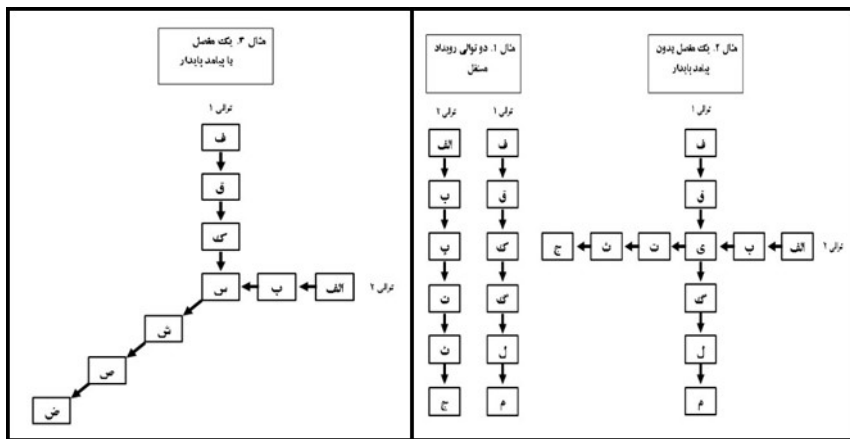 مثال ۲. یک مفصل بدون
پیامد پایدار
توالی ۱
ف
ق
توالی ۲ الف ب ی ت ث ج
گ
ل
م
مثال ۱. دو توالی رویداد
مستقل
توالی ۱ توالی ۲
ف الف
ق ب
ک پ
گ ت
ل ث
م ج
مثال ۳. یک مفصل
با پیامد پایدار
توالی ۱
ف
ق
ک
توالی ۲ الف ب س
ش
ص
ض